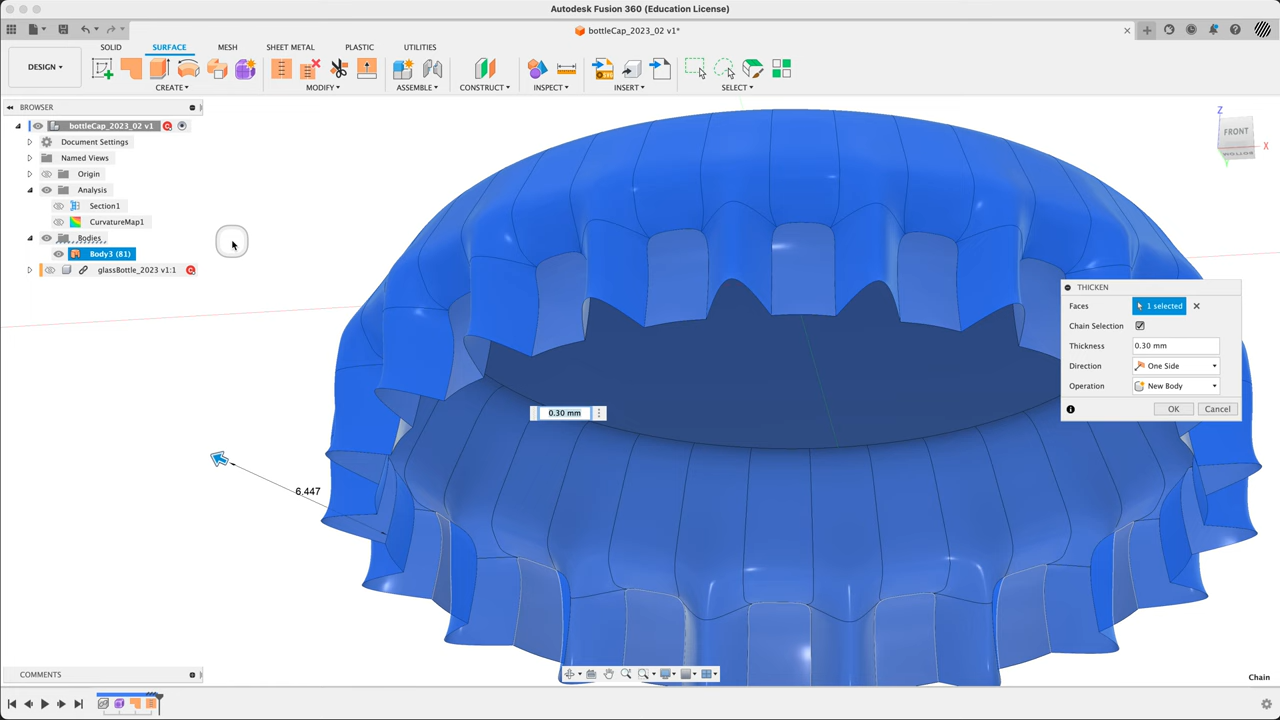 Autodesk Fusion 360 (Education License)
bottleCap_2023_02 v1*
DESIGN
SOLID SURFACE MESH SHEET METAL PLASTIC UTILITIES
CREATE MODIFY ASSEMBLE CONSTRUCT INSPECT INSERT SELECT
BROWSER
bottleCap_2023_02 v1
Document Settings
Named Views
Origin
Analysis
Section1
CurvatureMap1
Bodies
Body3 (81)
glassBottle_2023 v1:1
Z
FRONT
BOTTOM
X
THICKEN
Faces 1 selected
Chain Selection
Thickness 0.30 mm
Direction One Side
Operation New Body
OK Cancel
0.30 mm
6.447
COMMENTS
Chain